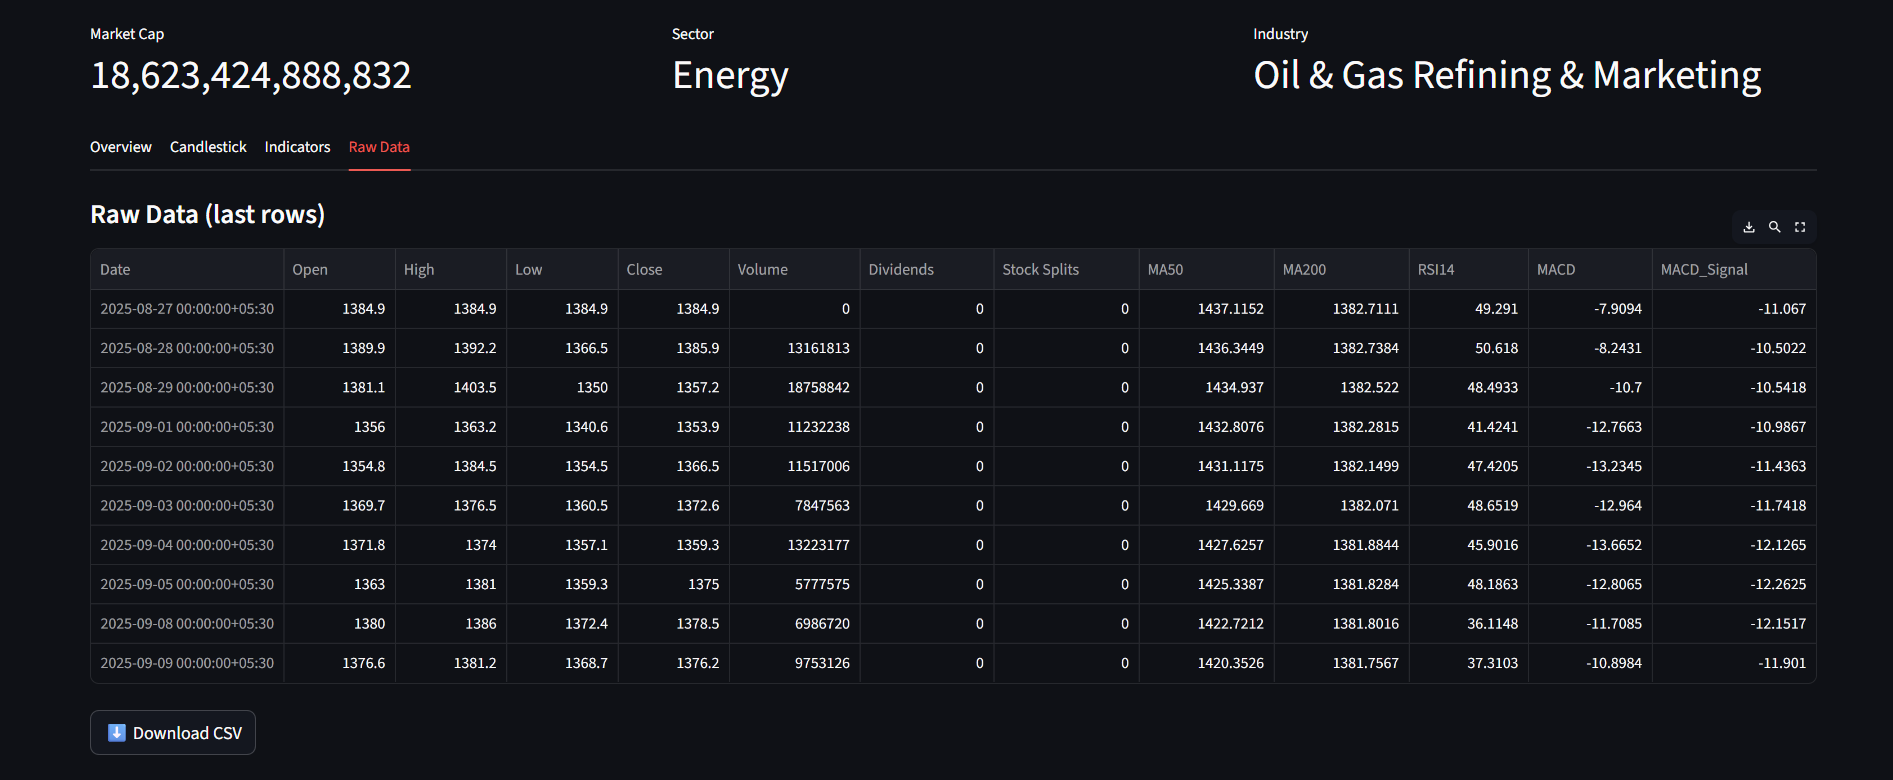 Market Cap Sector Industry
18,623,424,888,832 Energy Oil & Gas Refining & Marketing
Overview Candlestick Indicators Raw Data
Raw Data (last rows)
Date Open High Low Close Volume Dividends Stock Splits MA50 MA200 RSI14 MACD MACD_Signal
2025-08-27 00:00:00+05:30 1384.9 1384.9 1384.9 1384.9 0 0 0 1437.1152 1382.7111 49.291 -7.9094 -11.067
2025-08-28 00:00:00+05:30 1389.9 1392.2 1366.5 1385.9 13161813 0 0 1436.3449 1382.7384 50.618 -8.2431 -10.5022
2025-08-29 00:00:00+05:30 1381.1 1403.5 1350 1357.2 18758842 0 0 1434.937 1382.522 48.4933 -10.7 -10.5418
2025-09-01 00:00:00+05:30 1356 1363.2 1340.6 1353.9 11232238 0 0 1432.8076 1382.2815 41.4241 -12.7663 -10.9867
2025-09-02 00:00:00+05:30 1354.8 1384.5 1354.5 1366.5 11517006 0 0 1431.1175 1382.1499 47.4205 -13.2345 -11.4363
2025-09-03 00:00:00+05:30 1369.7 1376.5 1360.5 1372.6 7847563 0 0 1429.669 1382.071 48.6519 -12.964 -11.7418
2025-09-04 00:00:00+05:30 1371.8 1374 1357.1 1359.3 13223177 0 0 1427.6257 1381.8844 45.9016 -13.6652 -12.1265
2025-09-05 00:00:00+05:30 1363 1381 1359.3 1375 5777575 0 0 1425.3387 1381.8284 48.1863 -12.8065 -12.2625
2025-09-08 00:00:00+05:30 1380 1386 1372.4 1378.5 6986720 0 0 1422.7212 1381.8016 36.1148 -11.7085 -12.1517
2025-09-09 00:00:00+05:30 1376.6 1381.2 1368.7 1376.2 9753126 0 0 1420.3526 1381.7567 37.3103 -10.8984 -11.901
Download CSV